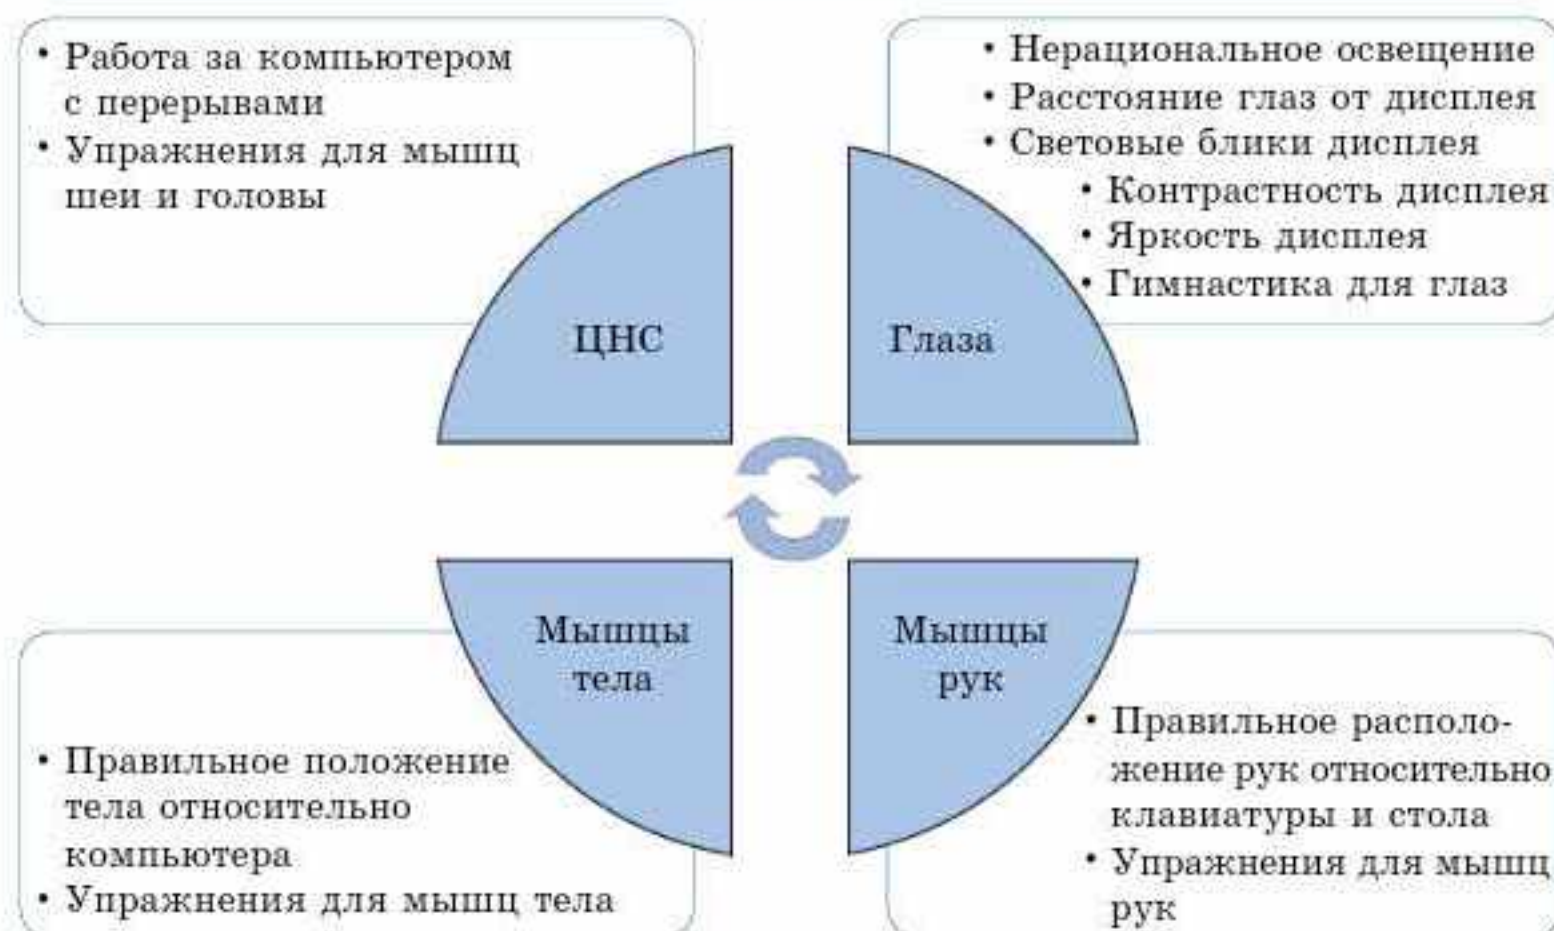 • Работа за компьютером
с перерывами
• Упражнения для мышц
шеи и головы
• Нерациональное освещение
• Расстояние глаз от дисплея
• Световые блики дисплея
• Контрастность дисплея
• Яркость дисплея
• Гимнастика для глаз
ЦНС
Глаза
Мышцы
тела
Мышцы
рук
• Правильное положение
тела относительно
компьютера
• Упражнения для мышц тела
• Правильное располо-
жение рук относительно
клавиатуры и стола
• Упражнения для мышц
рук